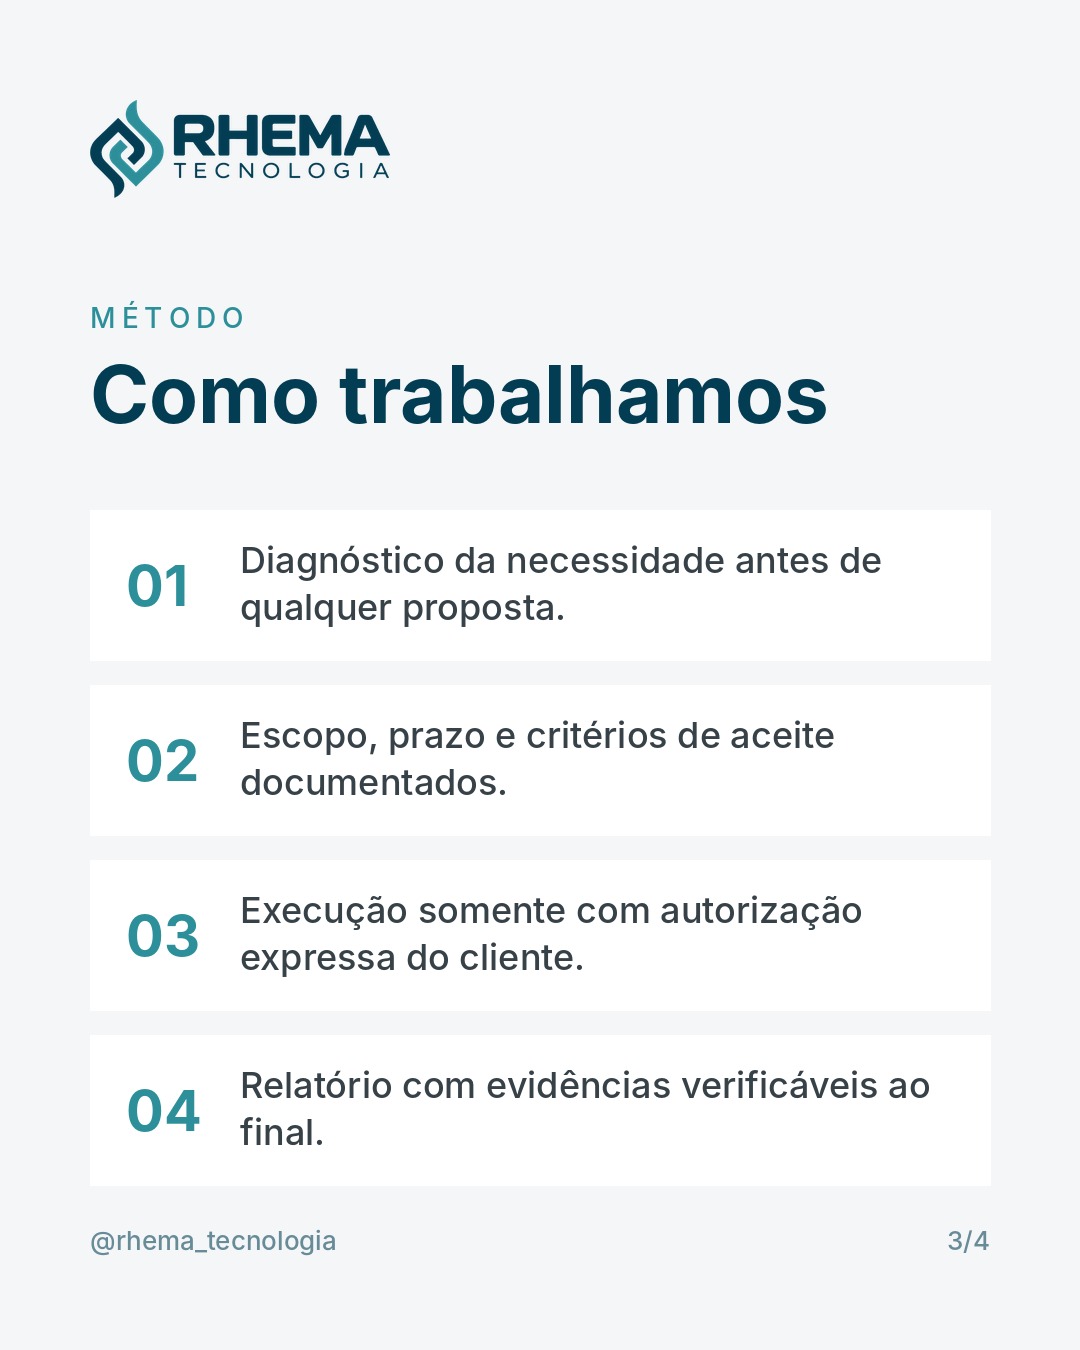 RHEMA
TECNOLOGIA
MÉTODO
Como trabalhamos
01
Diagnóstico da necessidade antes de
qualquer proposta.
02
Escopo, prazo e critérios de aceite
documentados.
03
Execução somente com autorização
expressa do cliente.
04
Relatório com evidências verificáveis ao
final.
@rhema_tecnologia
3/4